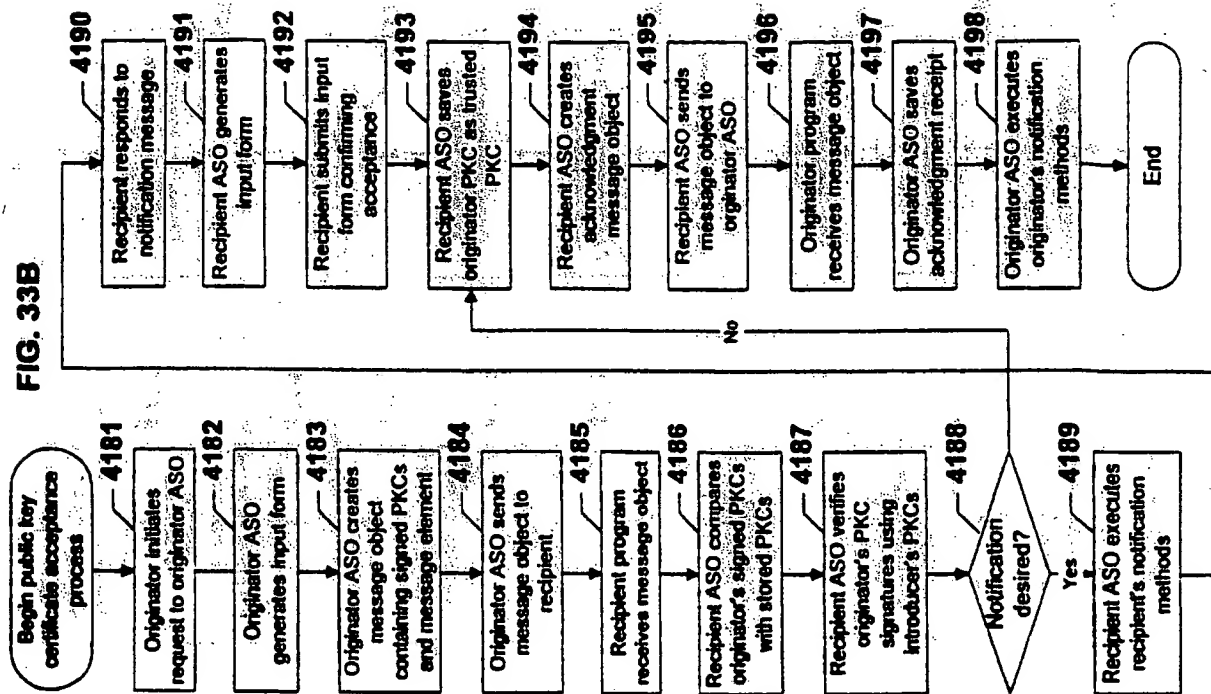 FIG. 33B
Begin public key
certificate acceptance
process
4181
Originator initiates
request to originator ASO
4182
Originator ASO
generates input form
4183
Originator ASO creates
message object
containing signed PKCs
and message element
4184
Originator ASO sends
message object to
recipient
4185
Recipient program
receives message object
4186
Recipient ASO compares
originator's signed PKCs
with stored PKCs
4187
Recipient ASO verifies
originator's PKC
signatures using
introducer's PKCs
4188
Notification
desired?
No
Yes
4189
Recipient ASO executes
recipient's notification
methods
4190
Recipient responds to
notification message
4191
Recipient ASO generates
input form
4192
Recipient submits input
form confirming
acceptance
4193
Recipient ASO saves
originator PKC as trusted
PKC
4194
Recipient ASO creates
acknowledgment
message object
4195
Recipient ASO sends
message object to
orginator ASO
4196
Originator program
receives message object
4197
Originator ASO saves
acknowledgment receipt
4198
Originator ASO executes
originator's notification
methods
End